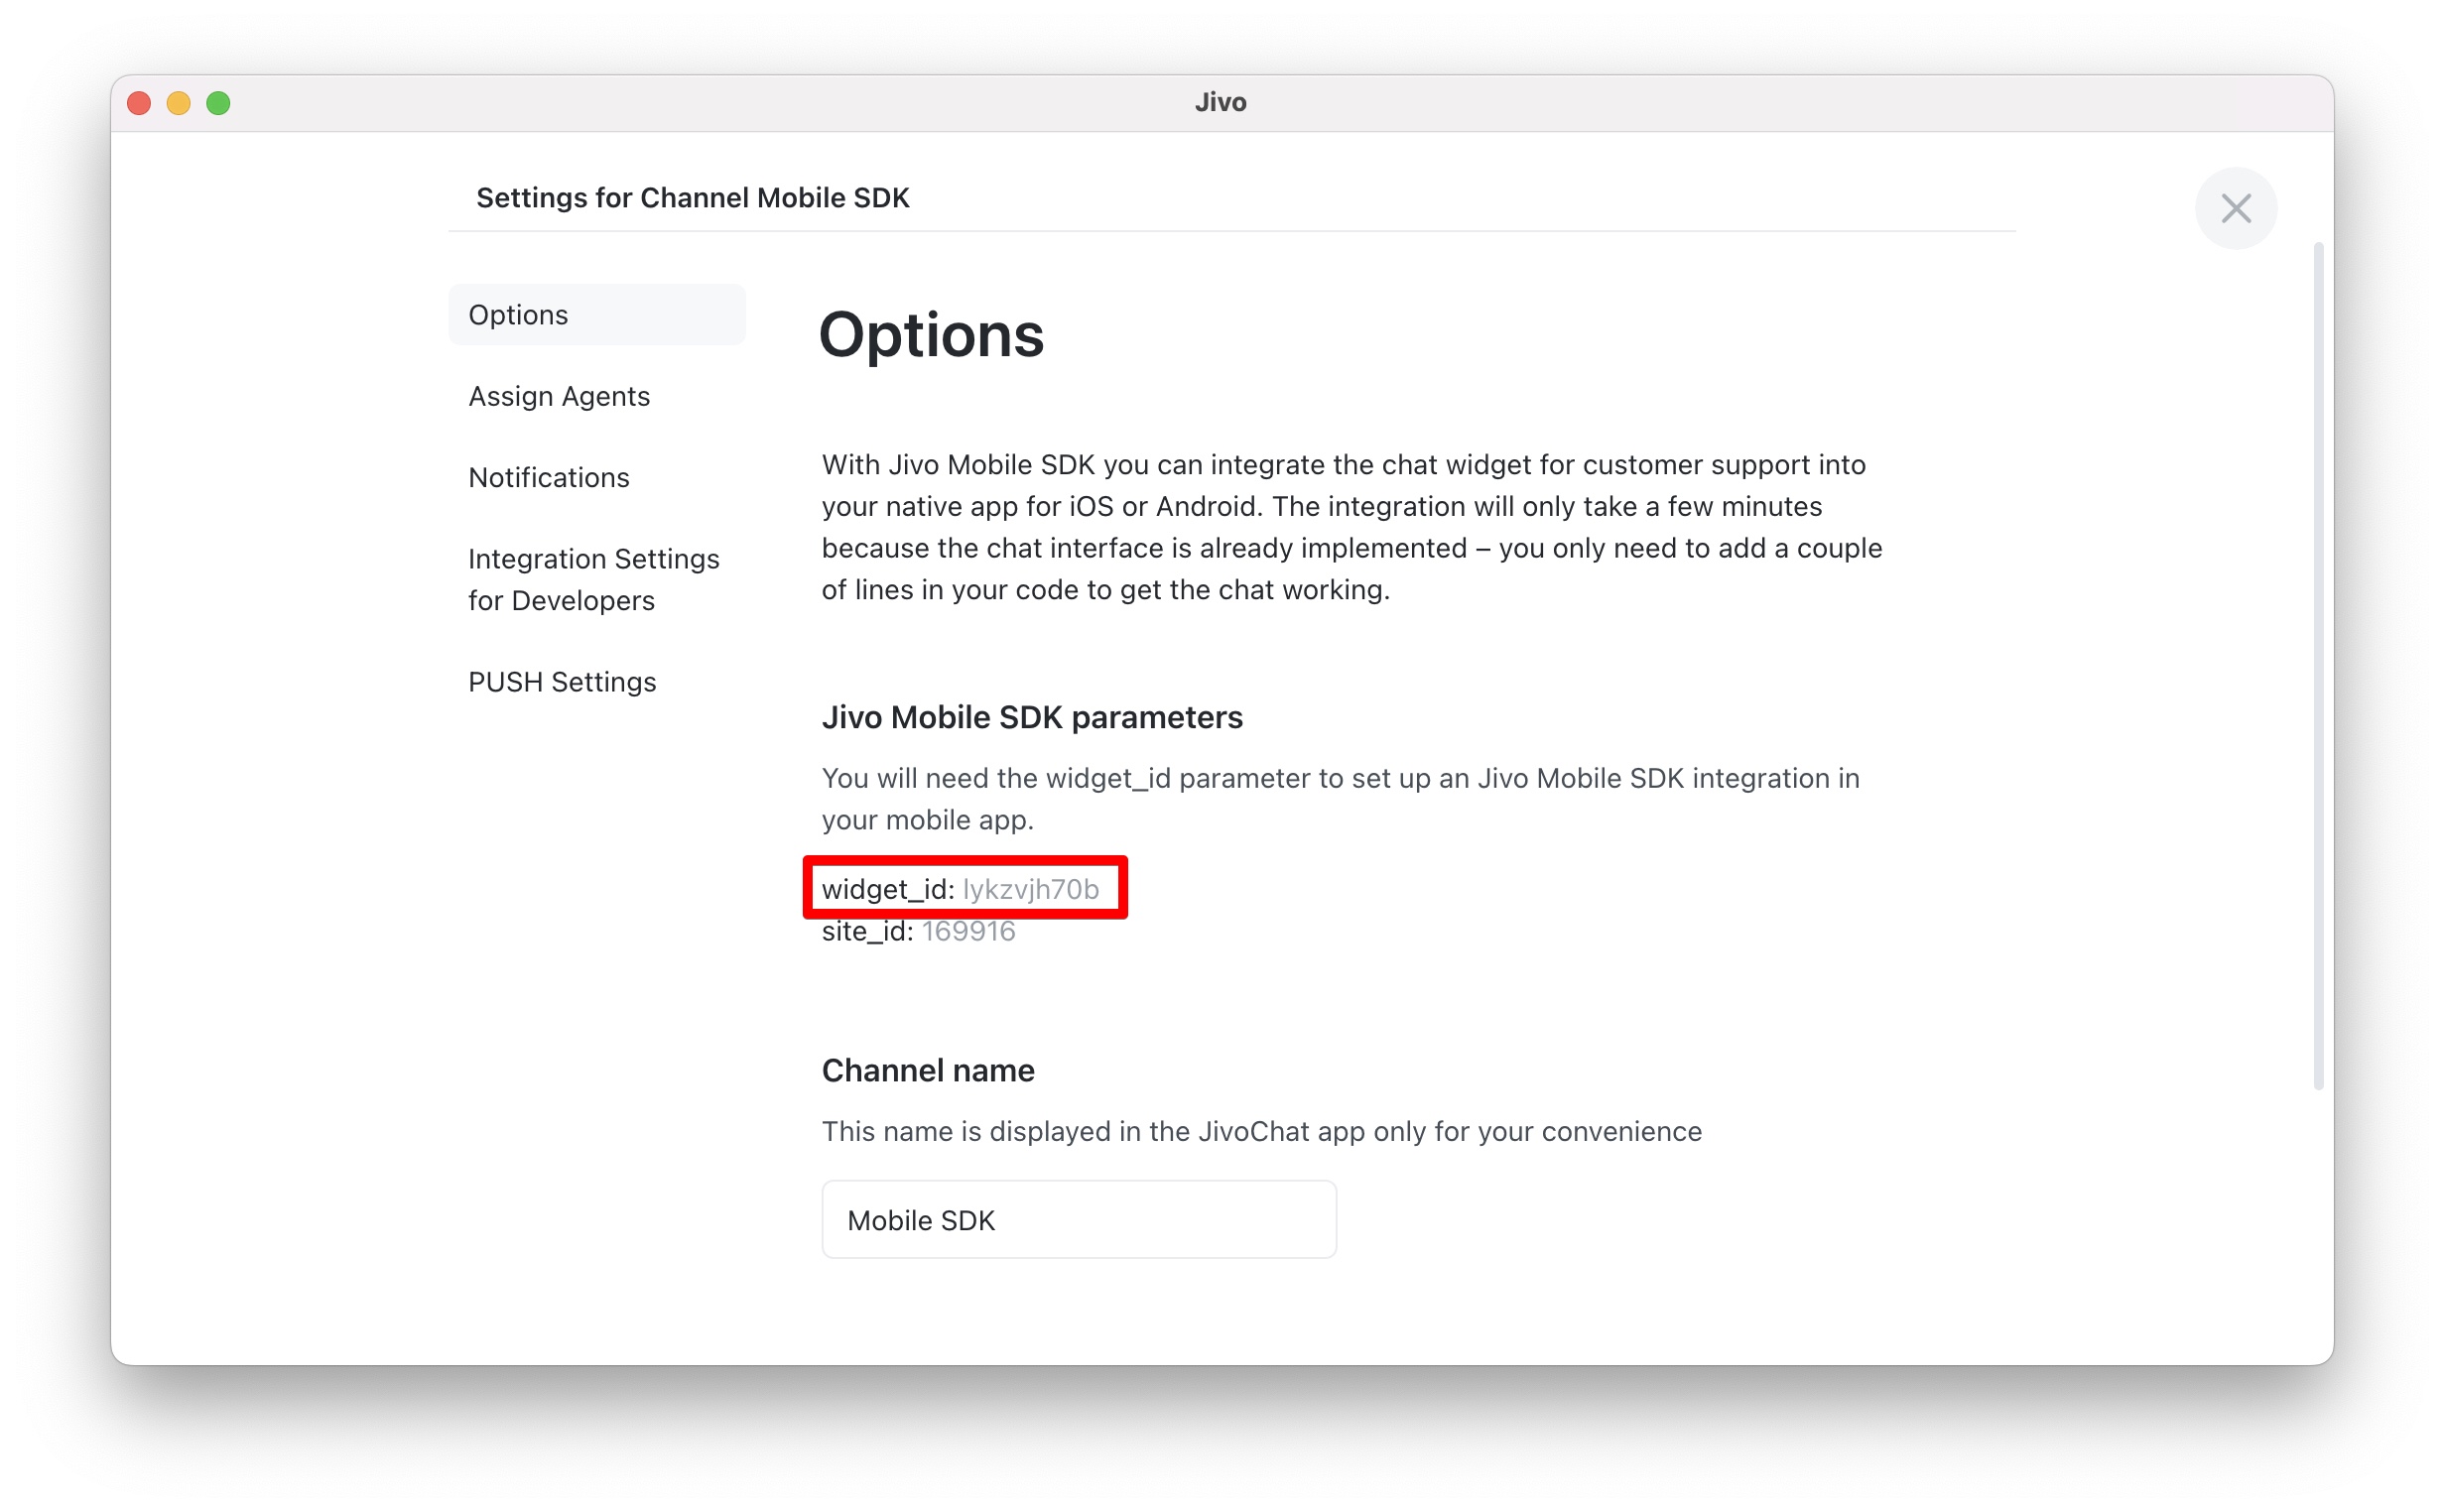 Jivo
Settings for Channel Mobile SDK
Options
Assign Agents
Notifications
Integration Settings
for Developers
PUSH Settings
Options
With Jivo Mobile SDK you can integrate the chat widget for customer support into
your native app for iOS or Android. The integration will only take a few minutes
because the chat interface is already implemented – you only need to add a couple
of lines in your code to get the chat working.
Jivo Mobile SDK parameters
You will need the widget_id parameter to set up an Jivo Mobile SDK integration in
your mobile app.
widget_id: lykzvjh70b
site_id: 169916
Channel name
This name is displayed in the JivoChat app only for your convenience
Mobile SDK